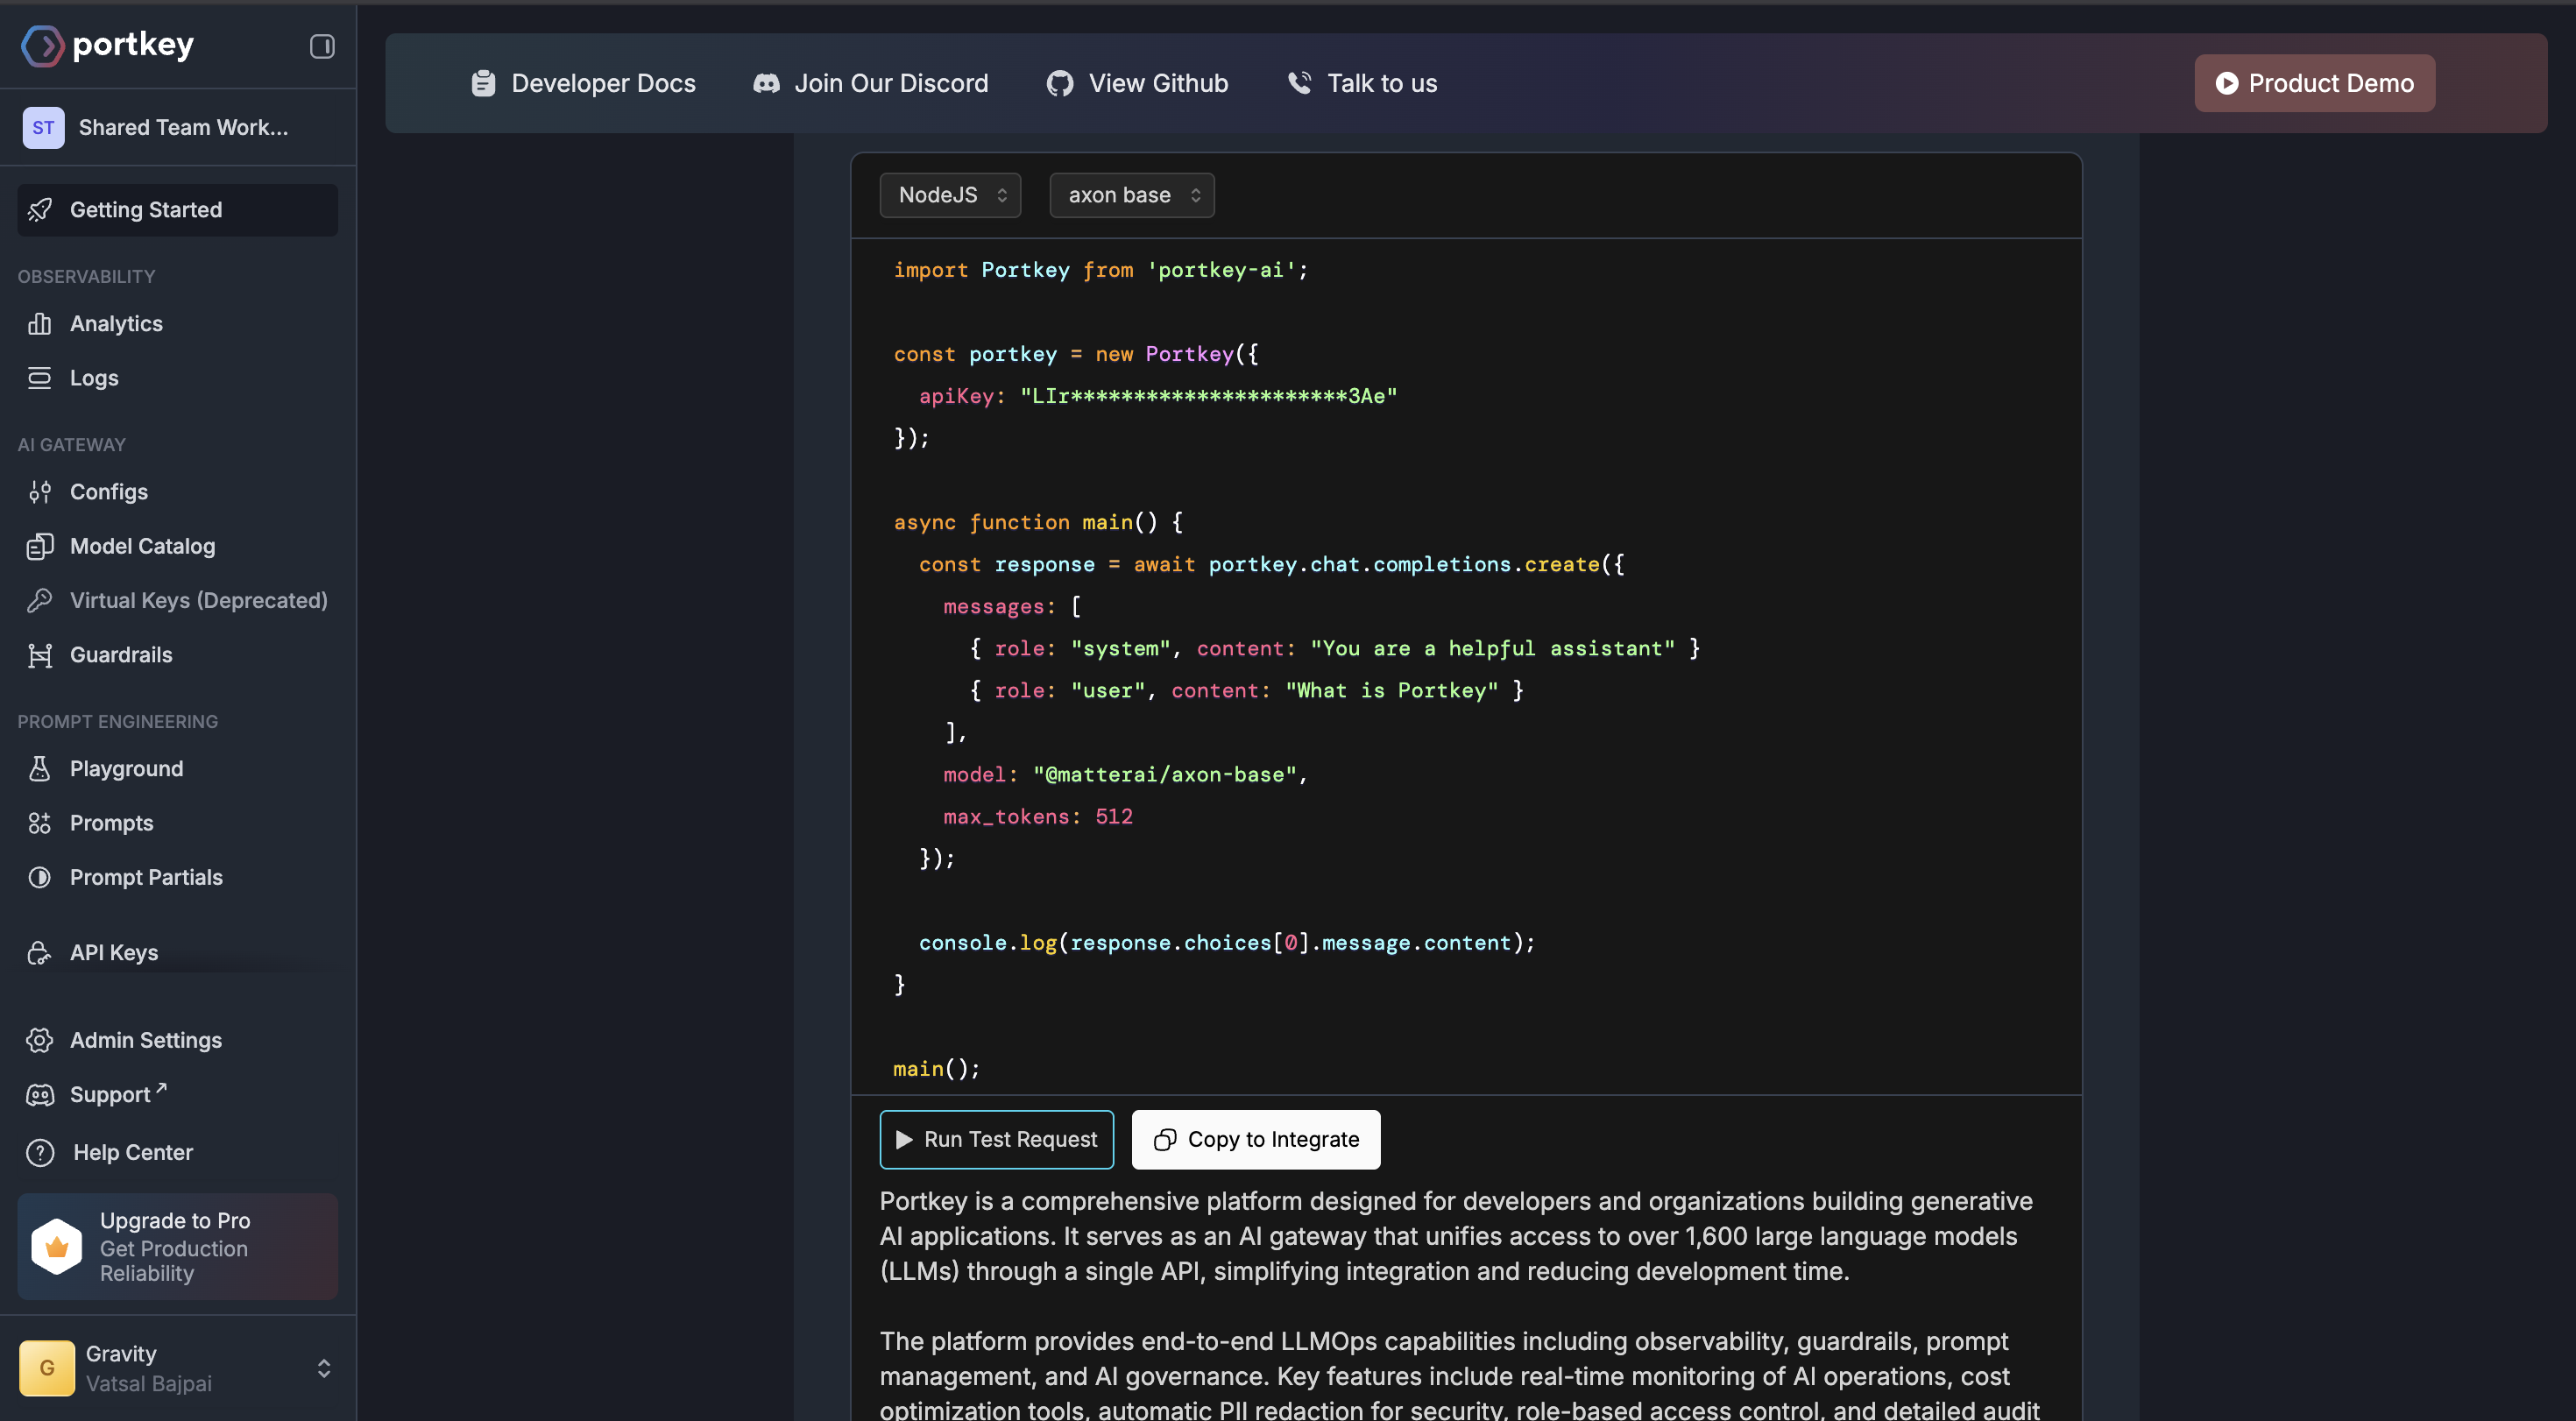 portkey
ST Shared Team Work...
Getting Started
OBSERVABILITY
Analytics
Logs
AI GATEWAY
Configs
Model Catalog
Virtual Keys (Deprecated)
Guardrails
PROMPT ENGINEERING
Playground
Prompts
Prompt Partials
API Keys
Admin Settings
Support
Help Center
Upgrade to Pro
Get Production
Reliability
G
Gravity
Vatsal Bajpai
Developer Docs Join Our Discord View Github Talk to us Product Demo
NodeJS axon base
import Portkey from 'portkey-ai';
const portkey = new Portkey({
apiKey: "LIr**********************3Ae"
});
async function main() {
const response = await portkey.chat.completions.create({
messages: [
{ role: "system", content: "You are a helpful assistant" }
{ role: "user", content: "What is Portkey" }
],
model: "@matterai/axon-base",
max_tokens: 512
});
console.log(response.choices[0].message.content);
}
main();
Run Test Request Copy to Integrate
Portkey is a comprehensive platform designed for developers and organizations building generative
AI applications. It serves as an AI gateway that unifies access to over 1,600 large language models
(LLMs) through a single API, simplifying integration and reducing development time.
The platform provides end-to-end LLMOps capabilities including observability, guardrails, prompt
management, and AI governance. Key features include real-time monitoring of AI operations, cost
optimization tools, automatic PII redaction for security, role-based access control, and detailed audit